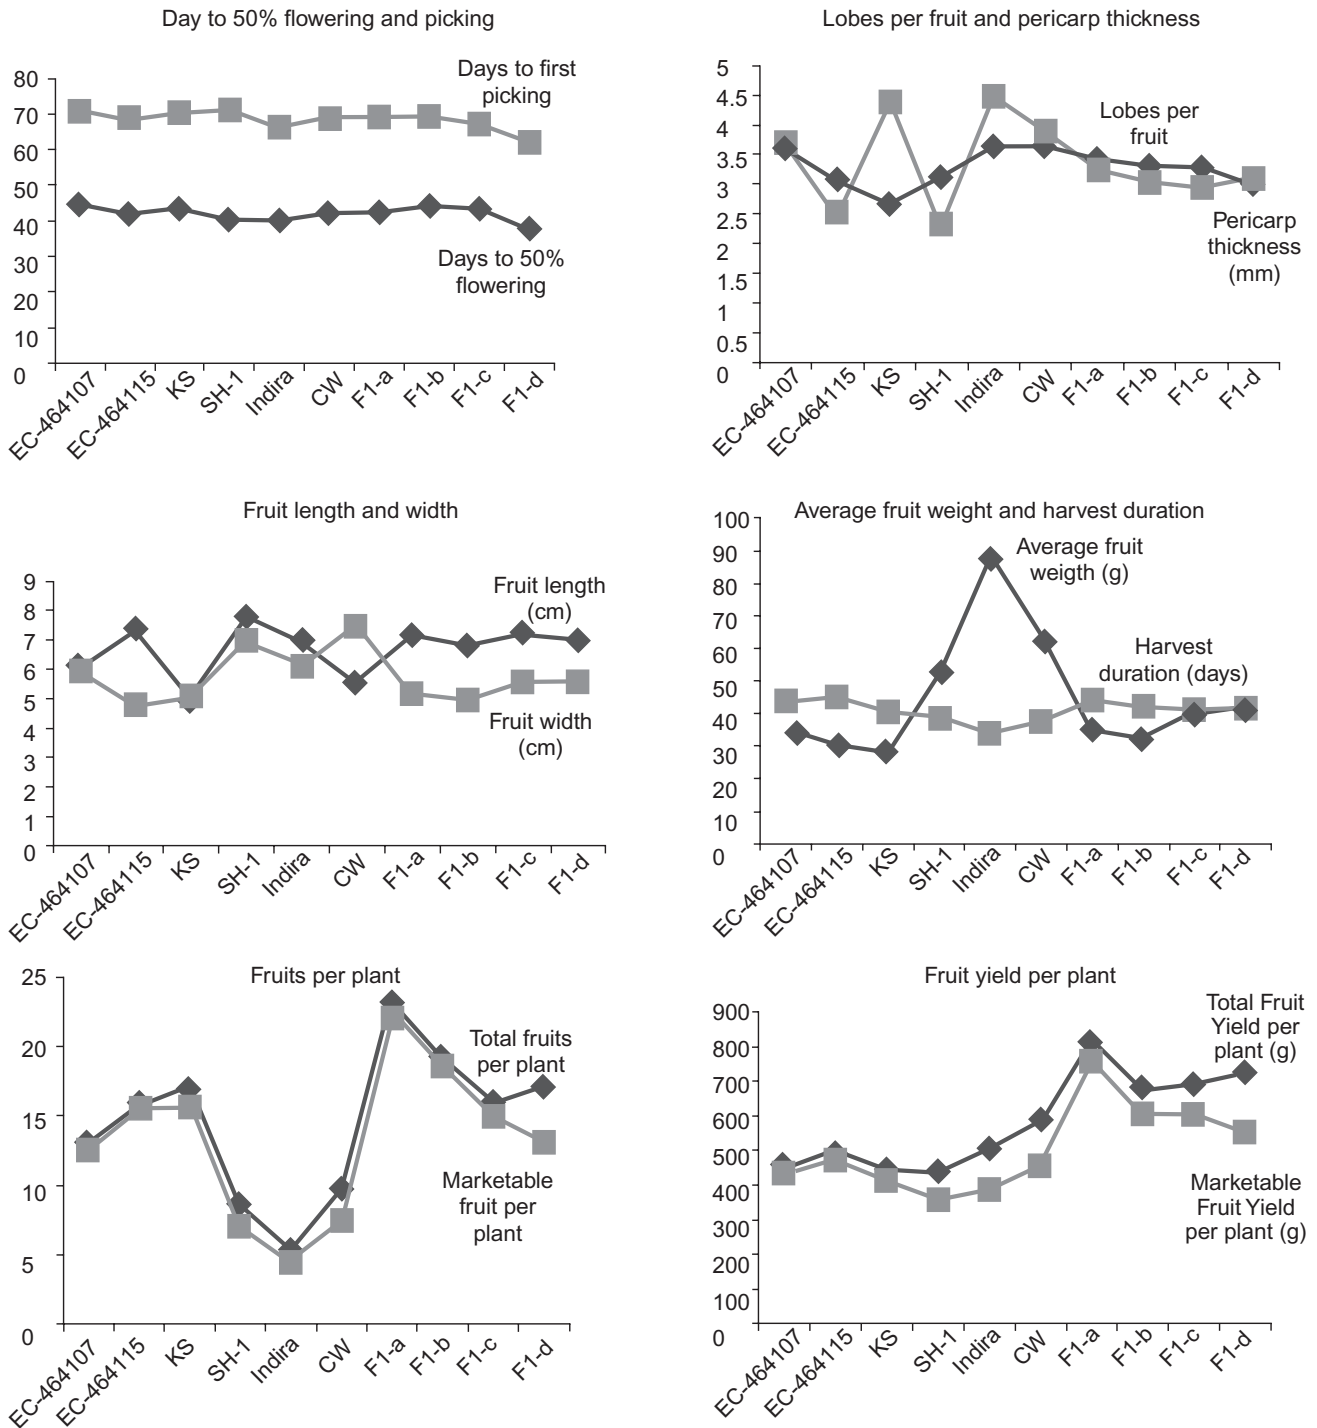 Day to 50% flowering and picking
80
70
60
50
40
30
20
10
0
Days to first
picking
Days to 50%
flowering
EC-464107
EC-464115
KS
SH-1
Indira
CW
F1-a
F1-b
F1-c
F1-d
Lobes per fruit and pericarp thickness
5
4.5
4
3.5
3
2.5
2
1.5
1
0.5
0
Lobes per
fruit
Pericarp
thickness
(mm)
EC-464107
EC-464115
KS
SH-1
Indira
CW
F1-a
F1-b
F1-c
F1-d
Fruit length and width
9
8
7
6
5
4
3
2
1
0
Fruit length
(cm)
Fruit width
(cm)
EC-464107
EC-464115
KS
SH-1
Indira
CW
F1-a
F1-b
F1-c
F1-d
Average fruit weight and harvest duration
100
90
80
70
60
50
40
30
20
10
0
Average fruit
weigth (g)
Harvest
duration (days)
EC-464107
EC-464115
KS
SH-1
Indira
CW
F1-a
F1-b
F1-c
F1-d
Fruits per plant
25
20
15
10
5
0
Total fruits
per plant
Marketable
fruit per
plant
EC-464107
EC-464115
KS
SH-1
Indira
CW
F1-a
F1-b
F1-c
F1-d
Fruit yield per plant
900
800
700
600
500
400
300
200
100
0
Total Fruit
Yield per
plant (g)
Marketable
Fruit Yield
per plant (g)
EC-464107
EC-464115
KS
SH-1
Indira
CW
F1-a
F1-b
F1-c
F1-d